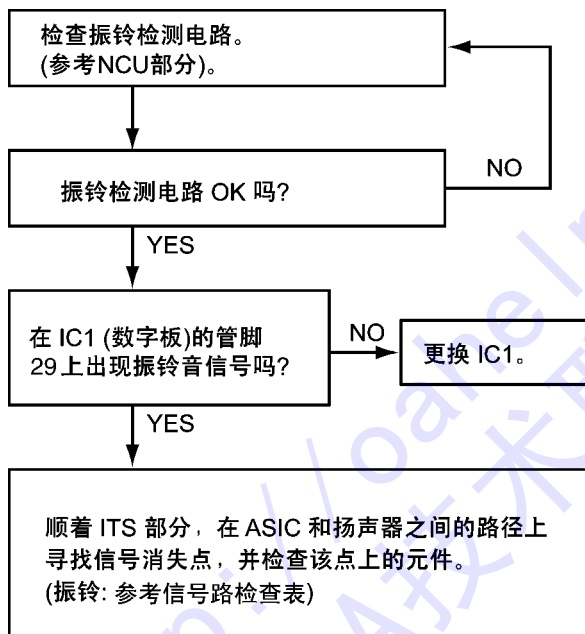 检查振铃检测电路。
(参考NCU部分)。
振铃检测电路 OK 吗?
NO
YES
在 IC1 (数字板)的管脚
29上出现振铃音信号吗?
NO
更换 IC1。
YES
顺着 ITS 部分，在 ASIC 和扬声器之间的路径上
寻找信号消失点，并检查该点上的元件。
(振铃: 参考信号路检查表)
://oahelp
A技术